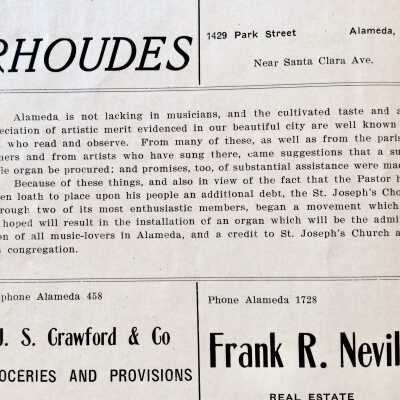 RHOUDES
1429 Park Street Alameda,
Near Santa Clara Ave.
Alameda is not lacking in musicians, and the cultivated taste and a
eciation of artistic merit evidenced in our beautiful city are well known
who read and observe. From many of these, as well as from the paris
ners and from artists who have sung there, came suggestions that a su
le organ be procured; and promises, too, of substantial assistance were mad
Because of these things, and also in view of the fact that the Pastor h
en loath to place upon his people an additional debt, the St. Joseph's Cho
rough two of its most enthusiastic members, began a movement which
hoped will result in the installation of an organ which will be the admi
on of all music-lovers in Alameda, and a credit to St. Joseph's Church a
congregation.
phone Alameda 458
J. S. Crawford & Co
OCERIES AND PROVISIONS
Phone Alameda 1728
Frank R. Nevil
REAL ESTATE